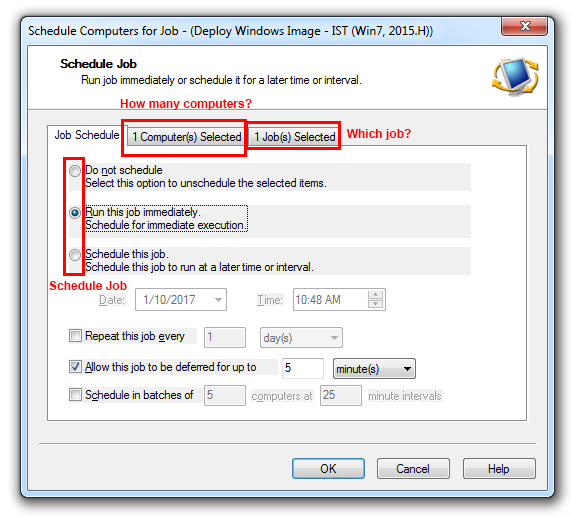 Schedule Computers for Job - (Deploy Windows Image - IST (Win7, 2015.H))
Schedule Job
Run job immediately or schedule it for a later time or interval.
How many computers?
Job Schedule 1 Computer(s) Selected 1 Job(s) Selected Which job?
Do not schedule
Select this option to unschedule the selected items.
Run this job immediately.
Schedule for immediate execution.
Schedule this job.
Schedule this job to run at a later time or interval.
Schedule Job
Date: 1/10/2017 Time: 10:48 AM
Repeat this job every 1 day(s)
Allow this job to be deferred for up to 5 minute(s)
Schedule in batches of 5 computers at 25 minute intervals
OK Cancel Help